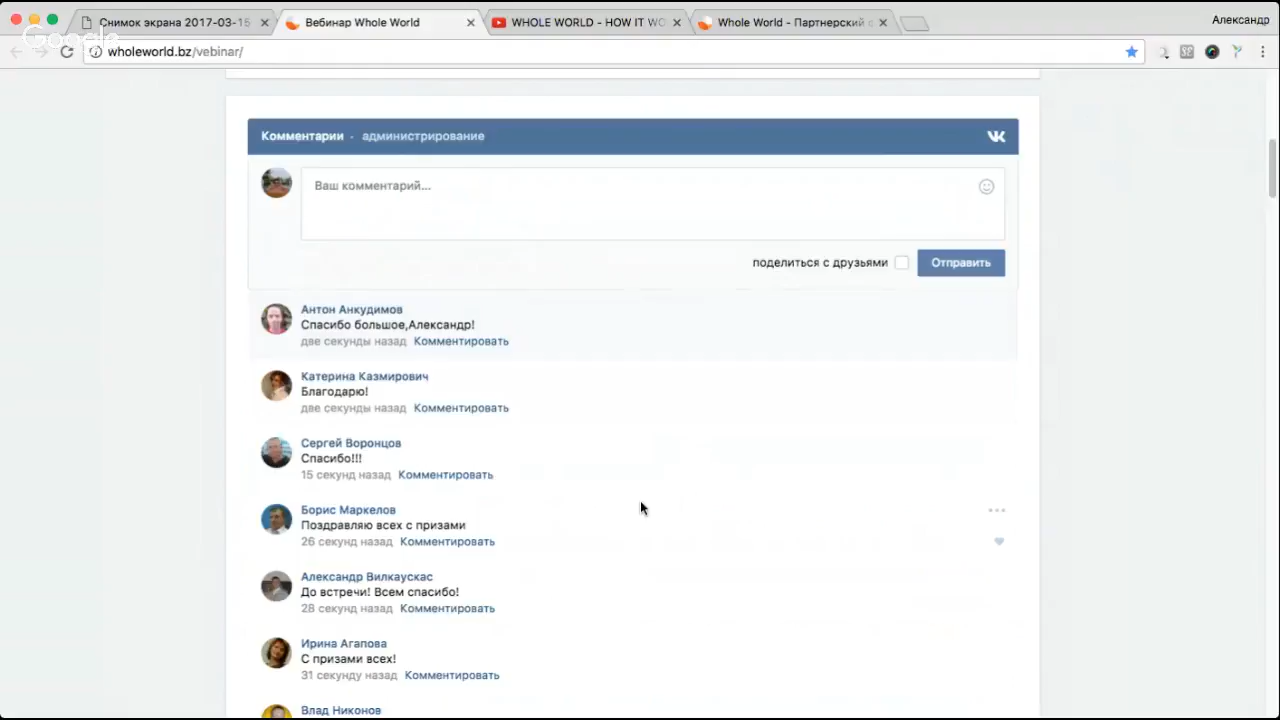 Снимок экрана 2017-03-15
Вебинар Whole World
WHOLE WORLD - HOW IT WO
Whole World - Партнерский с
Александр
Google
wholeworld.bz/vebinar/
Комментарии · администрирование
Ваш комментарий...
поделиться с друзьями
Отправить
Антон Анкудимов
Спасибо большое,Александр!
две секунды назад Комментировать
Катерина Казмирович
Благодарю!
две секунды назад Комментировать
Сергей Воронцов
Спасибо!!!
15 секунд назад Комментировать
Борис Маркелов
Поздравляю всех с призами
26 секунд назад Комментировать
Александр Вилкаускас
До встречи! Всем спасибо!
28 секунд назад Комментировать
Ирина Агапова
С призами всех!
31 секунду назад Комментировать
Влад Никонов